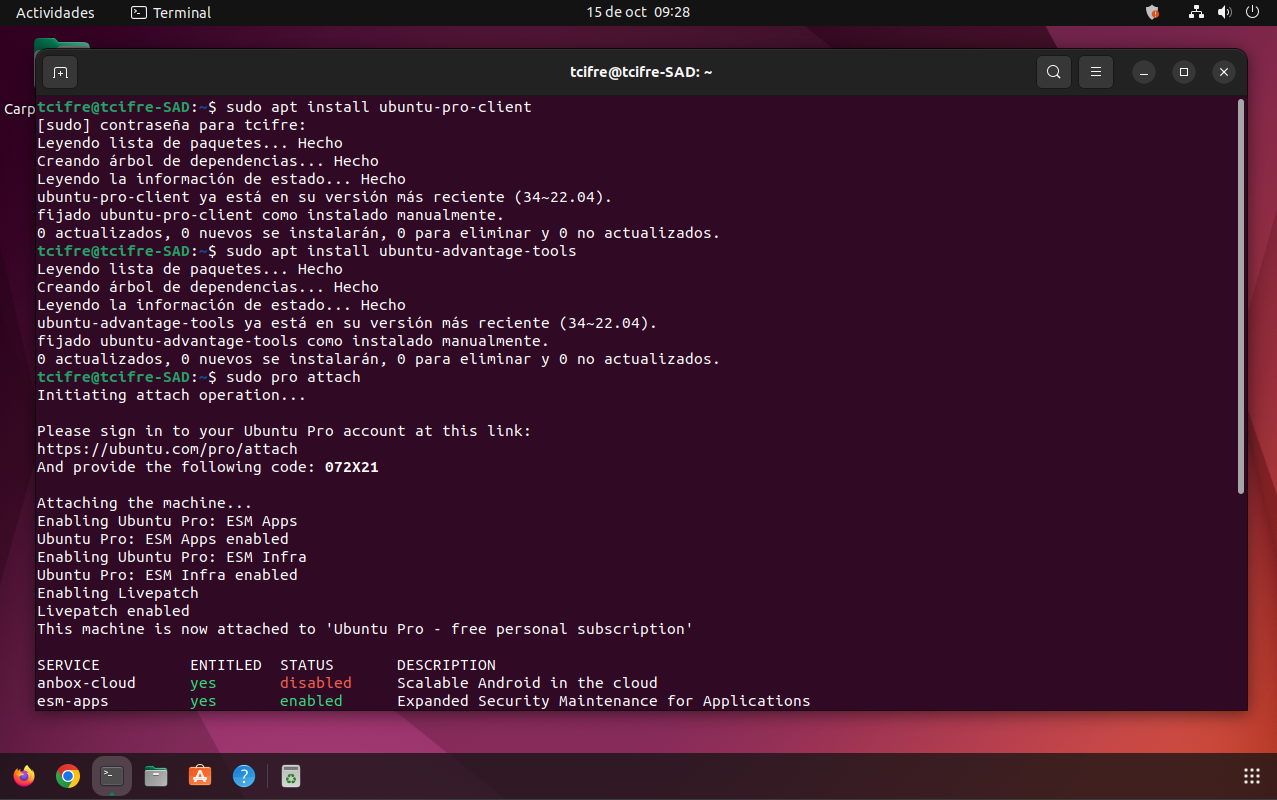 Actividades
Terminal
15 de oct 09:28
tcifre@tcifre-SAD: ~
Carp
tcifre@tcifre-SAD:~$ sudo apt install ubuntu-pro-client
[sudo] contraseña para tcifre:
Leyendo lista de paquetes... Hecho
Creando árbol de dependencias... Hecho
Leyendo la información de estado... Hecho
ubuntu-pro-client ya está en su versión más reciente (34~22.04).
fijado ubuntu-pro-client como instalado manualmente.
0 actualizados, 0 nuevos se instalarán, 0 para eliminar y 0 no actualizados.
tcifre@tcifre-SAD:~$ sudo apt install ubuntu-advantage-tools
Leyendo lista de paquetes... Hecho
Creando árbol de dependencias... Hecho
Leyendo la información de estado... Hecho
ubuntu-advantage-tools ya está en su versión más reciente (34~22.04).
fijado ubuntu-advantage-tools como instalado manualmente.
0 actualizados, 0 nuevos se instalarán, 0 para eliminar y 0 no actualizados.
tcifre@tcifre-SAD:~$ sudo pro attach
Initiating attach operation...
Please sign in to your Ubuntu Pro account at this link:
https://ubuntu.com/pro/attach
And provide the following code: 072X21
Attaching the machine...
Enabling Ubuntu Pro: ESM Apps
Ubuntu Pro: ESM Apps enabled
Enabling Ubuntu Pro: ESM Infra
Ubuntu Pro: ESM Infra enabled
Enabling Livepatch
Livepatch enabled
This machine is now attached to 'Ubuntu Pro - free personal subscription'
SERVICE ENTITLED STATUS DESCRIPTION
anbox-cloud yes disabled Scalable Android in the cloud
esm-apps yes enabled Expanded Security Maintenance for Applications